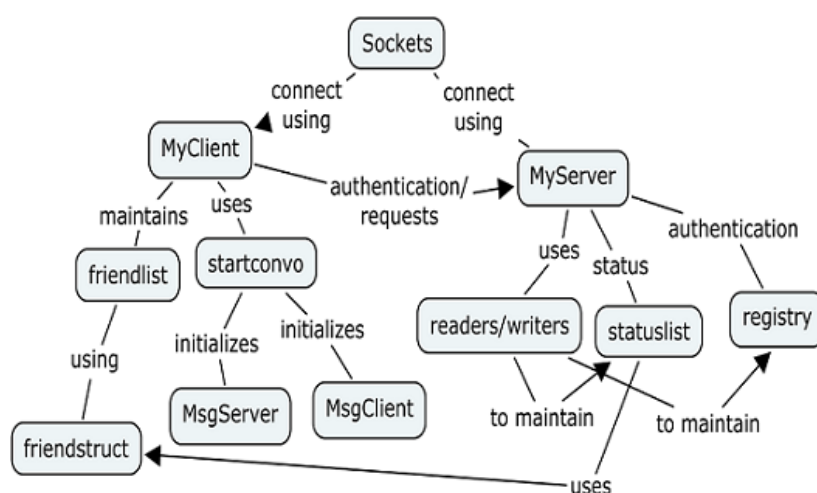 Sockets
connect
using
connect
using
MyClient
MyServer
authentication/
requests
maintains
uses
authentication
uses
status
friendlist
startconvo
readers/writers
statuslist
registry
using
initializes
initializes
MsgServer
MsgClient
to maintain
to maintain
friendstruct
uses